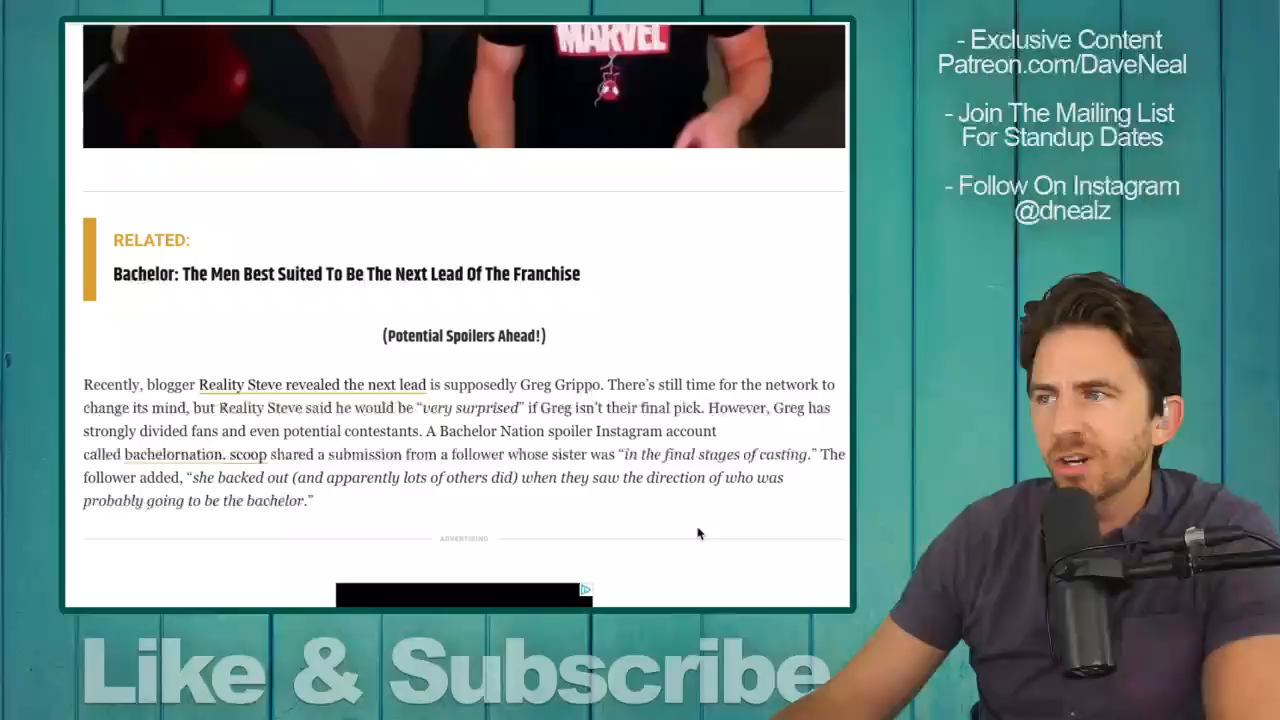 MARVEL
- Exclusive Content
Patreon.com/DaveNeal
- Join The Mailing List
For Standup Dates
- Follow On Instagram
@dnealz
RELATED:
Bachelor: The Men Best Suited To Be The Next Lead Of The Franchise
(Potential Spoilers Ahead!)
Recently, blogger Reality Steve revealed the next lead is supposedly Greg Grippo. There's still time for the network to
change its mind, but Reality Steve said he would be “very surprised” if Greg isn't their final pick. However, Greg has
strongly divided fans and even potential contestants. A Bachelor Nation spoiler Instagram account
called bachelornation. scoop shared a submission from a follower whose sister was “in the final stages of casting.” The
follower added, “she backed out (and apparently lots of others did) when they saw the direction of who was
probably going to be the bachelor.”
ADVERTISING
Like & Subscribe